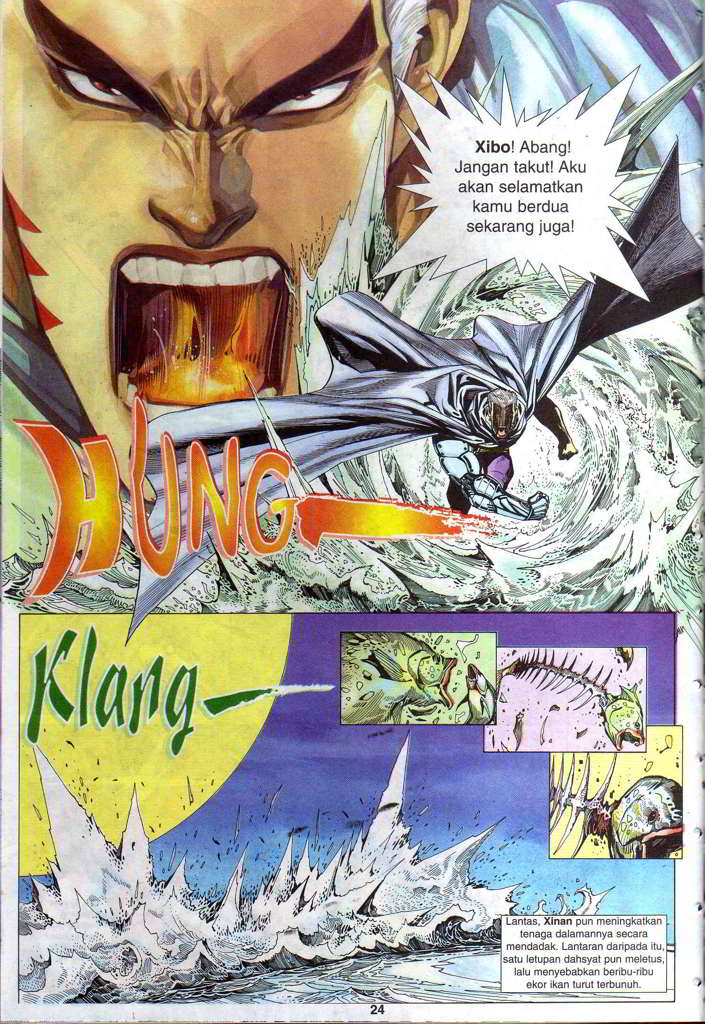 Xibo! Abang!
Jangan takut! Aku
akan selamatkan
kamu berdua
sekarang juga!
HUNG
Klang
Lantas, Xinan pun meningkatkan
tenaga dalamannya secara
mendadak. Lantaran daripada itu,
satu letupan dahsyat pun meletus,
lalu menyebabkan beribu-ribu
ekor ikan turut terbunuh.
24